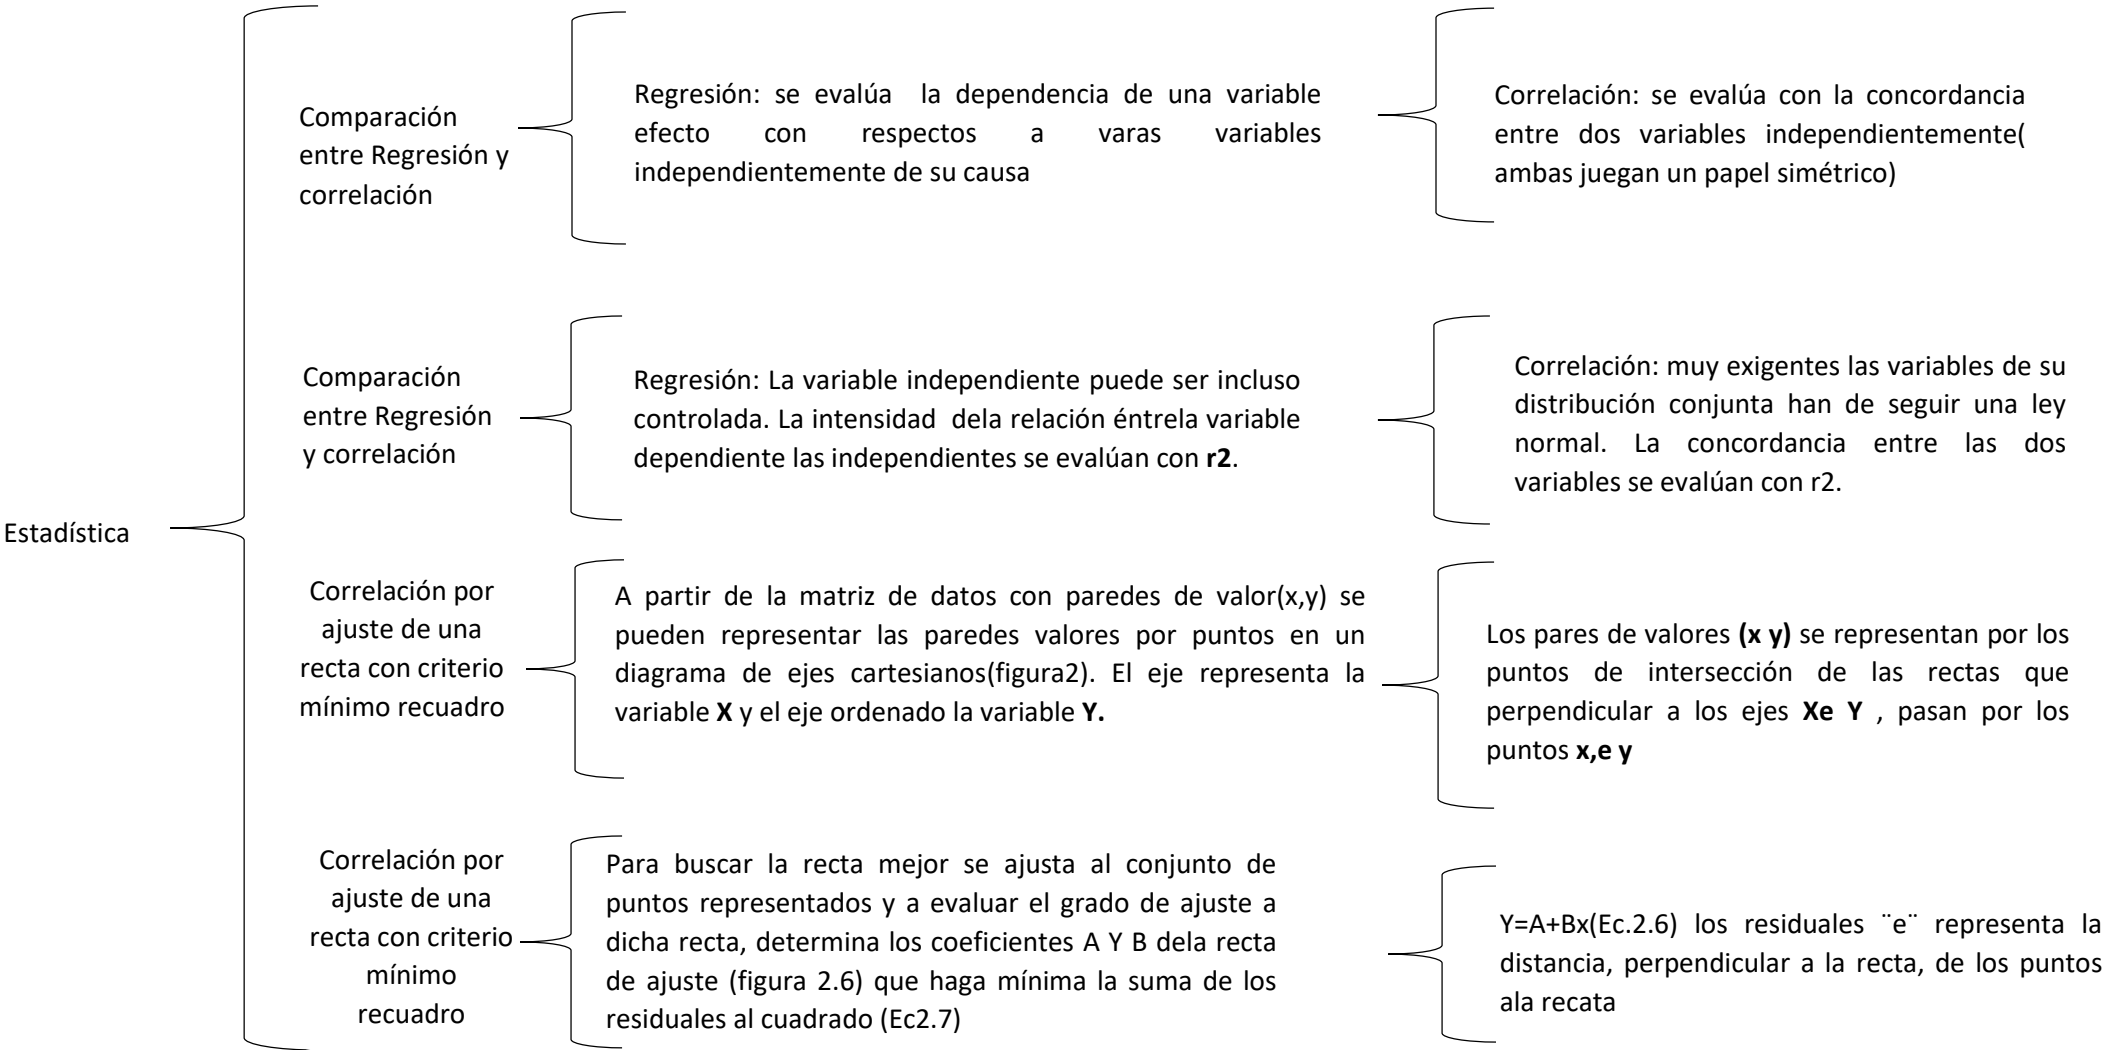 Estadística
Comparación
entre Regresión y
correlación
Regresión: se evalúa la dependencia de una variable
efecto con respectos a varas variables
independientemente de su causa
Correlación: se evalúa con la concordancia
entre dos variables independientemente(
ambas juegan un papel simétrico)
Comparación
entre Regresión
y correlación
Regresión: La variable independiente puede ser incluso
controlada. La intensidad dela relación éntrela variable
dependiente las independientes se evalúan con r2.
Correlación: muy exigentes las variables de su
distribución conjunta han de seguir una ley
normal. La concordancia entre las dos
variables se evalúan con r2.
Correlación por
ajuste de una
recta con criterio
mínimo recuadro
A partir de la matriz de datos con paredes de valor(x,y) se
pueden representar las paredes valores por puntos en un
diagrama de ejes cartesianos(figura2). El eje representa la
variable X y el eje ordenado la variable Y.
Los pares de valores (x y) se representan por los
puntos de intersección de las rectas que
perpendicular a los ejes Xe Y , pasan por los
puntos x,e y
Correlación por
ajuste de una
recta con criterio
mínimo
recuadro
Para buscar la recta mejor se ajusta al conjunto de
puntos representados y a evaluar el grado de ajuste a
dicha recta, determina los coeficientes A Y B dela recta
de ajuste (figura 2.6) que haga mínima la suma de los
residuales al cuadrado (Ec2.7)
Y=A+Bx(Ec.2.6) los residuales ¨e¨ representa la
distancia, perpendicular a la recta, de los puntos
ala recata